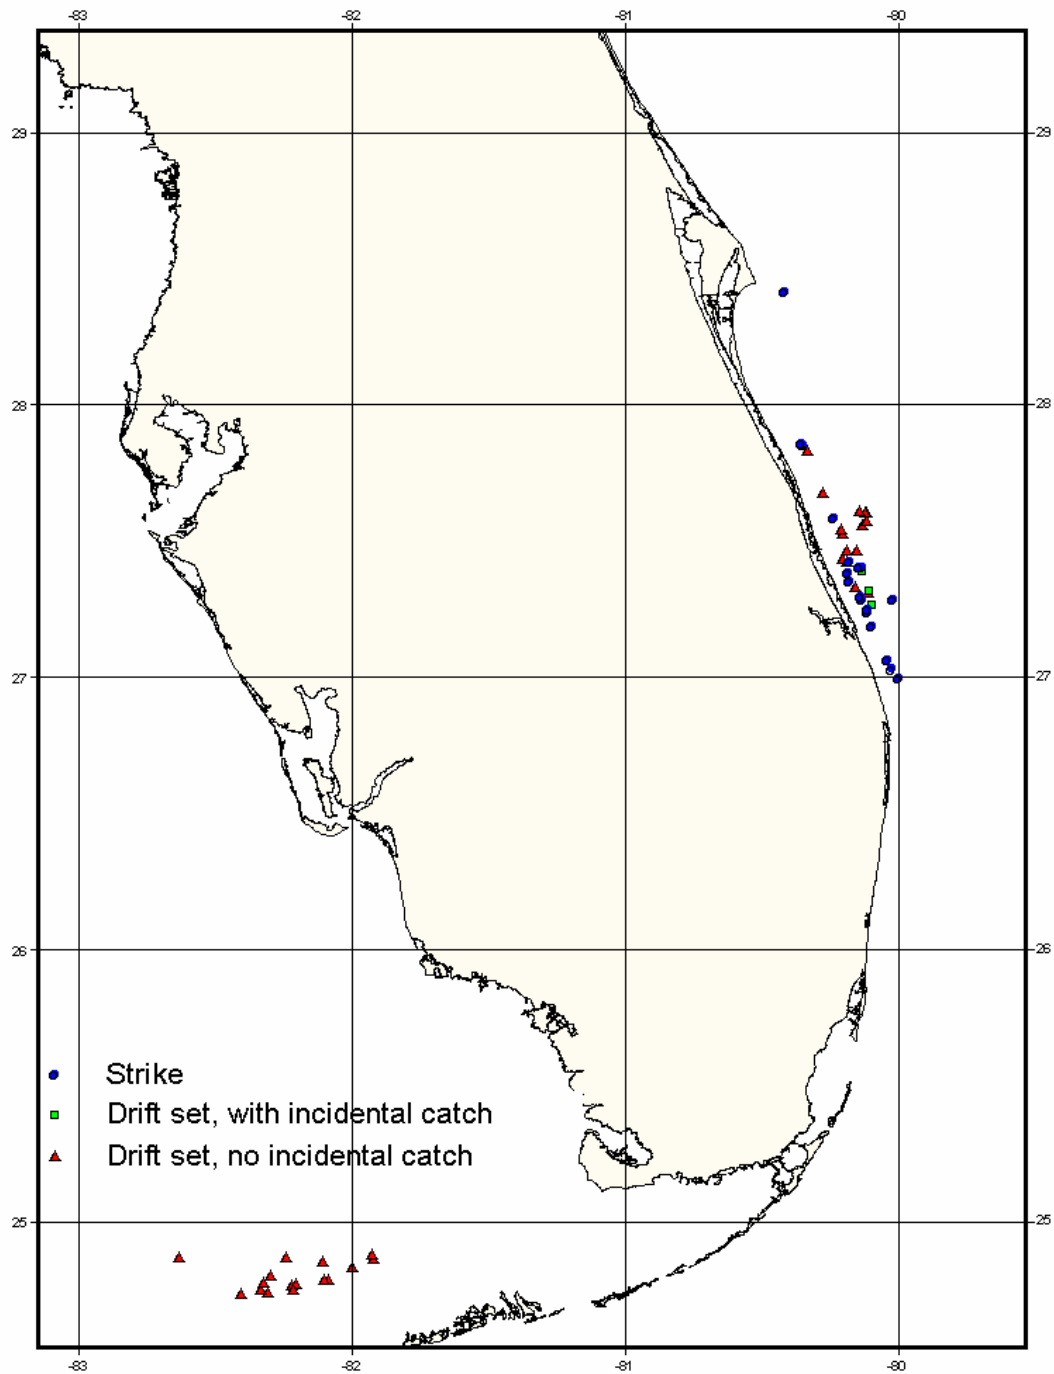 -83 -82 -81 -80
29 29
28 28
27 27
26 26
Strike
Drift set, with incidental catch
Drift set, no incidental catch
25 25
-83 -82 -81 -80